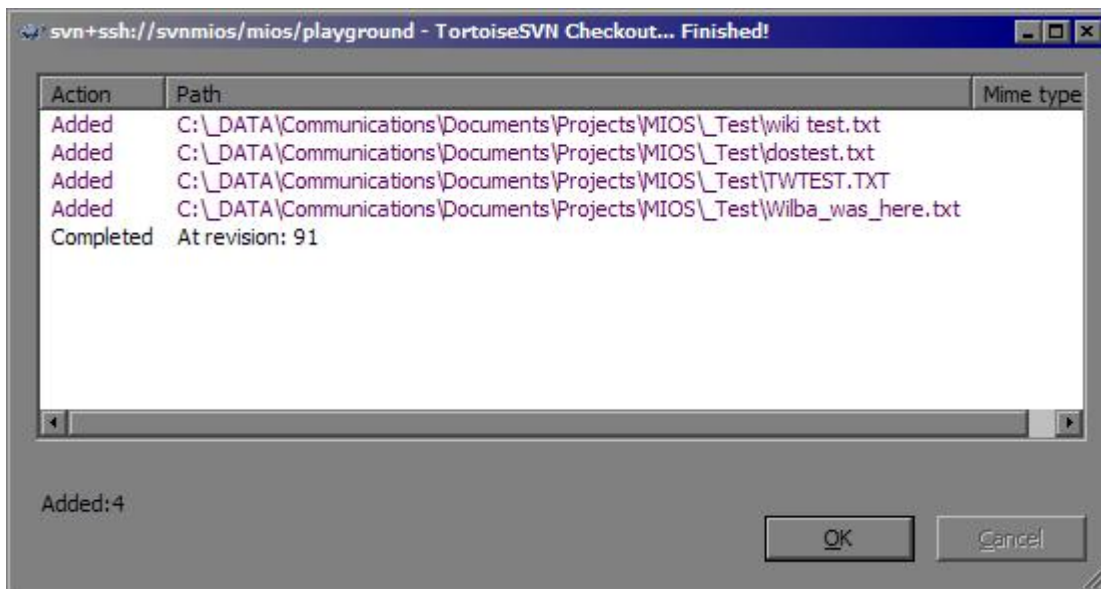 svn+ssh://svnmios/mios/playground - TortoiseSVN Checkout... Finished!
Action Path Mime type
Added C:\_DATA\Communications\Documents\Projects\MIOS\_Test\wiki test.txt
Added C:\_DATA\Communications\Documents\Projects\MIOS\_Test\dostest.txt
Added C:\_DATA\Communications\Documents\Projects\MIOS\_Test\TWTEST.TXT
Added C:\_DATA\Communications\Documents\Projects\MIOS\_Test\Wilba_was_here.txt
Completed At revision: 91
Added:4
OK Cancel